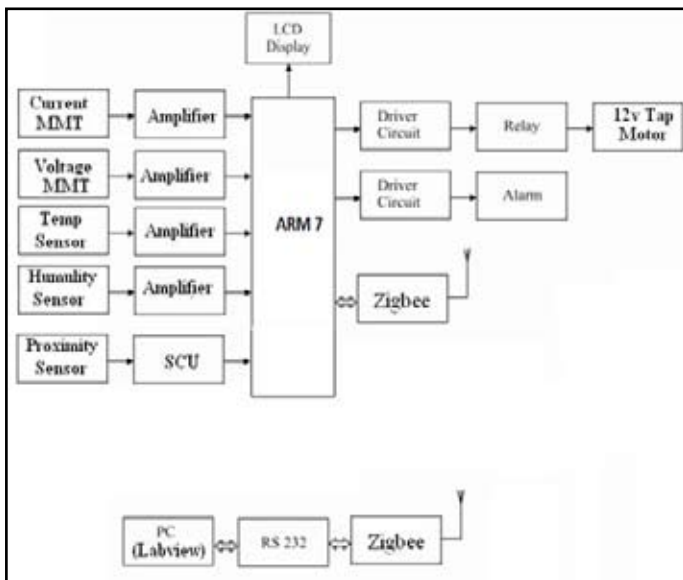 LCD
Display
Current
MMT
Amplifier
Driver
Circuit
Relay
12v Tap
Motor
Voltage
MMT
Amplifier
Driver
Circuit
Alarm
Temp
Sensor
Amplifier
ARM 7
Humulity
Sensor
Amplifier
Zigbee
Proximity
Sensor
SCU
PC
(Labview)
RS 232
Zigbee